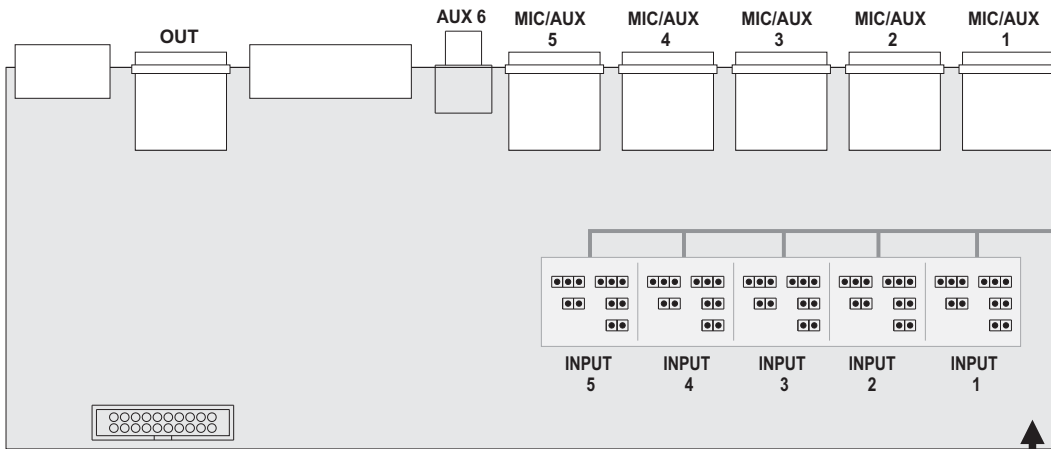 OUT
AUX 6
MIC/AUX
5
MIC/AUX
4
MIC/AUX
3
MIC/AUX
2
MIC/AUX
1
INPUT
5
INPUT
4
INPUT
3
INPUT
2
INPUT
1